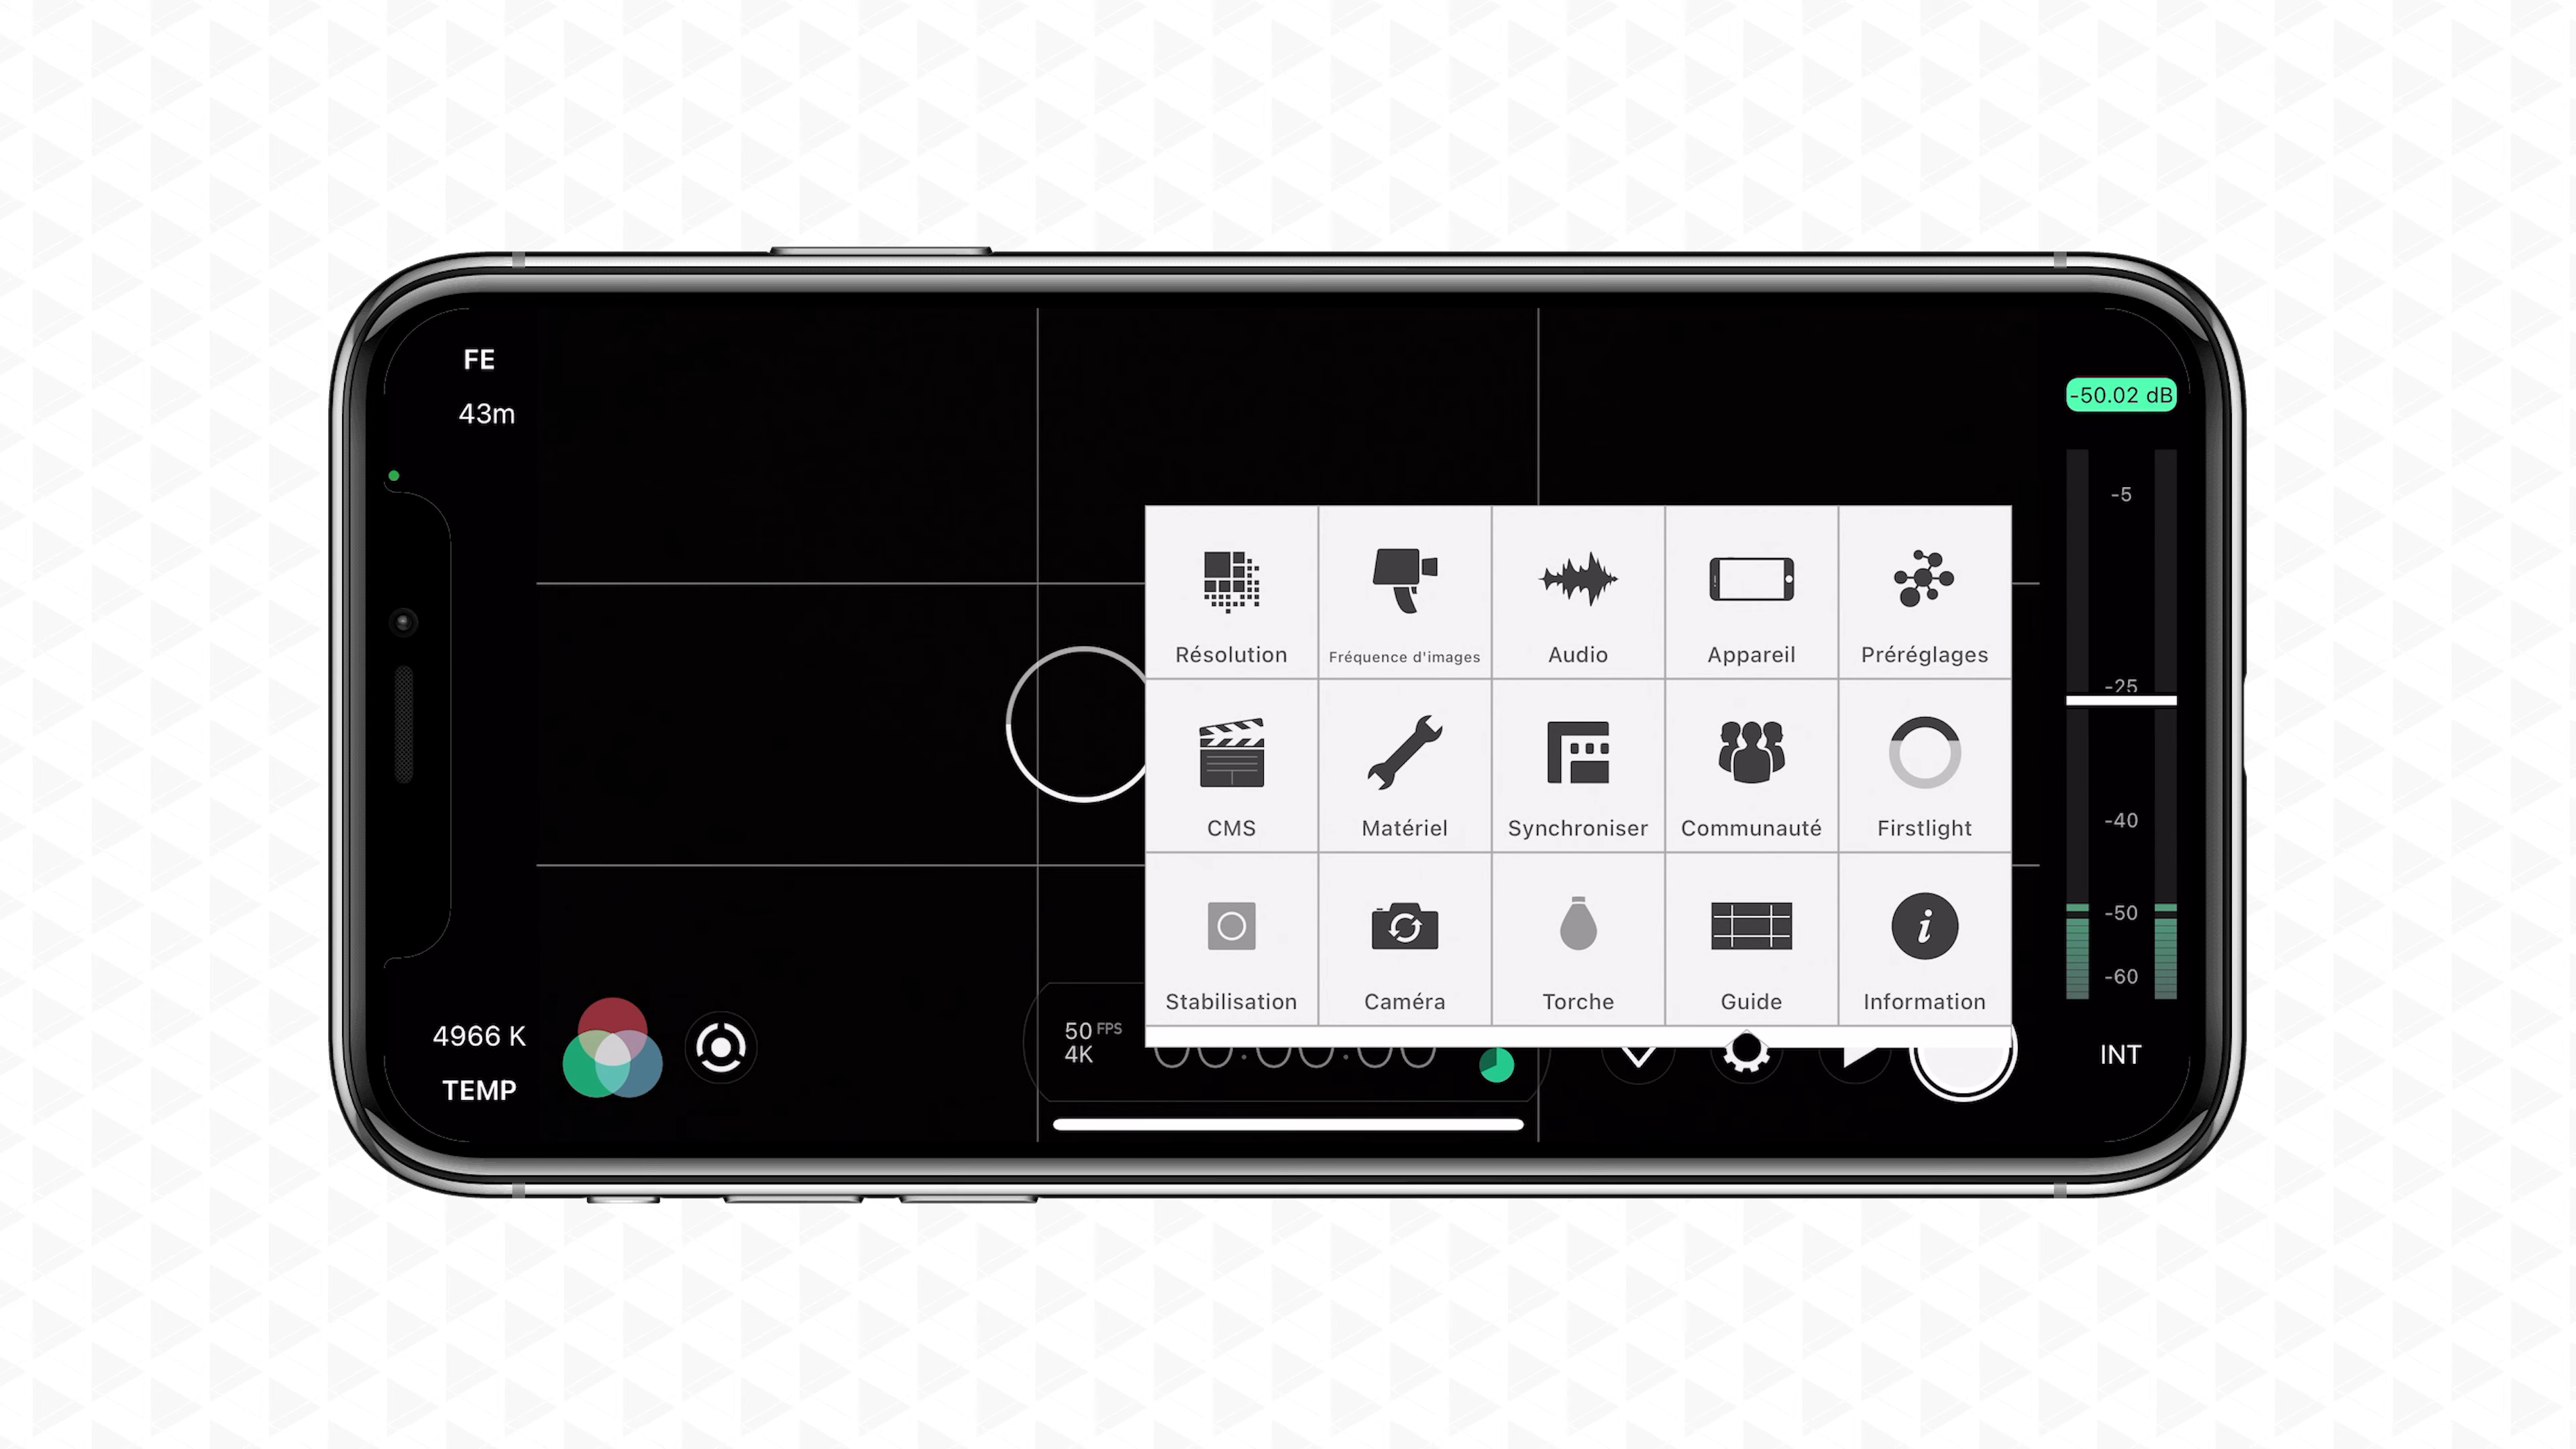 FE
43m
-50.02 dB
-5
-25
-40
-50
-60
INT
Résolution
Fréquence d'images
Audio
Appareil
Préréglages
CMS
Matériel
Synchroniser
Communauté
Firstlight
Stabilisation
Caméra
Torche
Guide
Information
4966 K
TEMP
50 FPS
4K